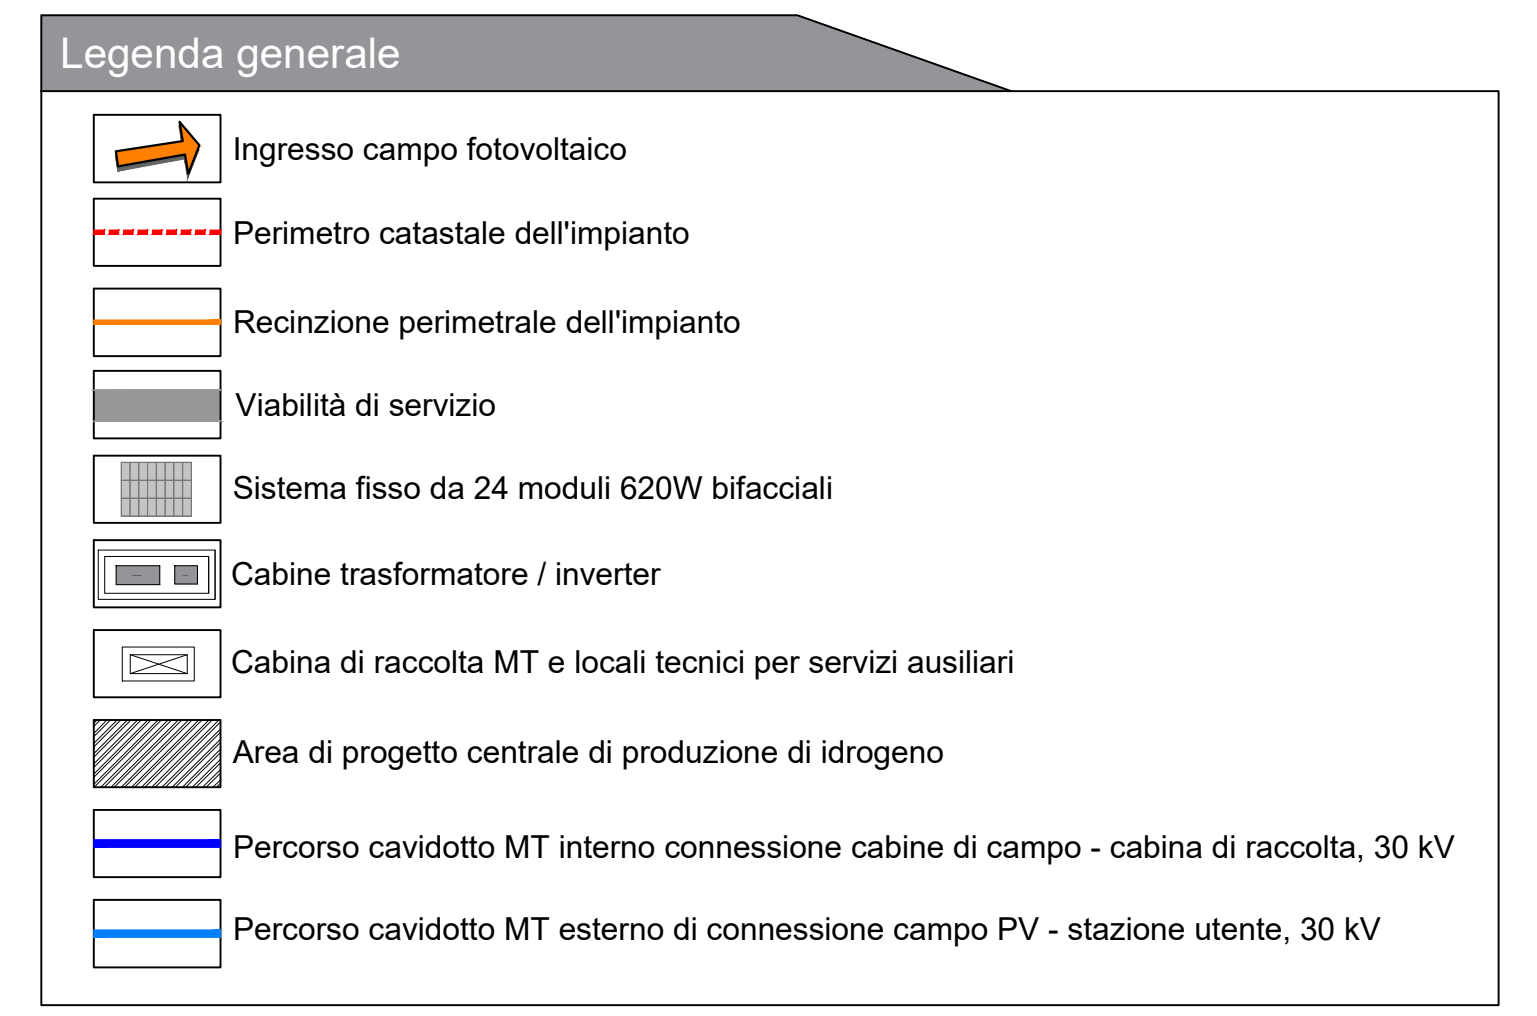 Legenda generale
Ingresso campo fotovoltaico
Perimetro catastale dell'impianto
Recinzione perimetrale dell'impianto
Viabilità di servizio
Sistema fisso da 24 moduli 620W bifacciali
Cabine trasformatore / inverter
Cabina di raccolta MT e locali tecnici per servizi ausiliari
Area di progetto centrale di produzione di idrogeno
Percorso cavidotto MT interno connessione cabine di campo - cabina di raccolta, 30 kV
Percorso cavidotto MT esterno di connessione campo PV - stazione utente, 30 kV